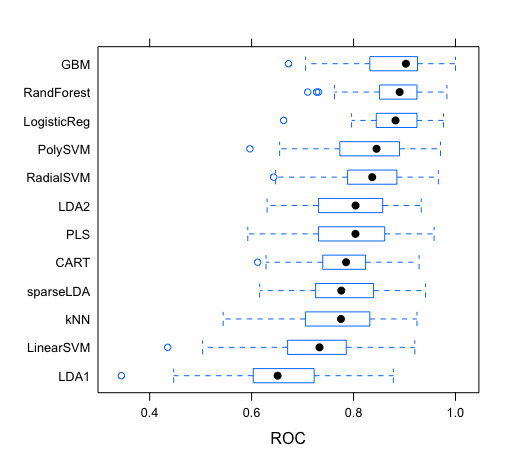 GBM
RandForest
LogisticReg
PolySVM
RadialSVM
LDA2
PLS
CART
sparseLDA
kNN
LinearSVM
LDA1
0.4 0.6 0.8 1.0
ROC